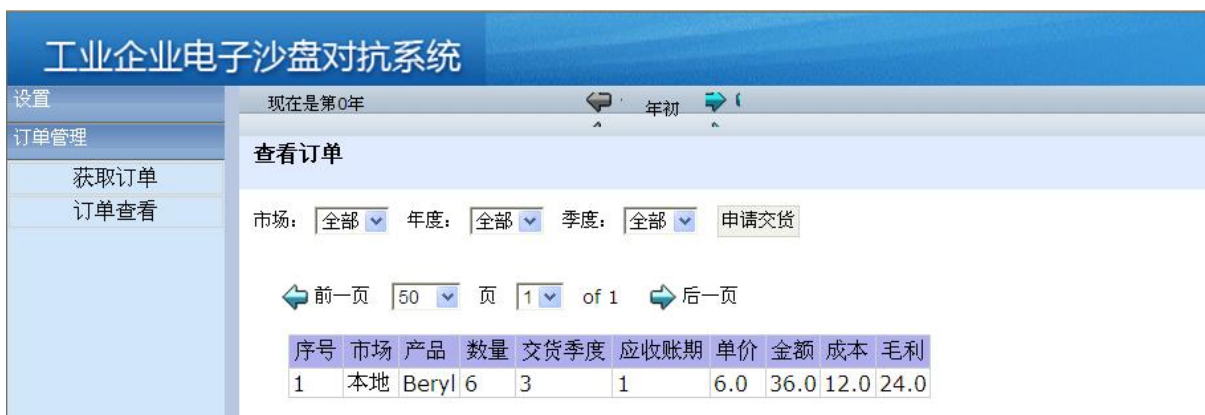 工业企业电子沙盘对抗系统
设置
现在是第0年 年初
订单管理
查看订单
获取订单
订单查看
市场： 全部 年度： 全部 季度： 全部 申请交货
前一页 50 页 1 of 1 后一页
序号 市场 产品 数量 交货季度 应收账期 单价 金额 成本 毛利
1 本地 Beryl 6 3 1 6.0 36.0 12.0 24.0